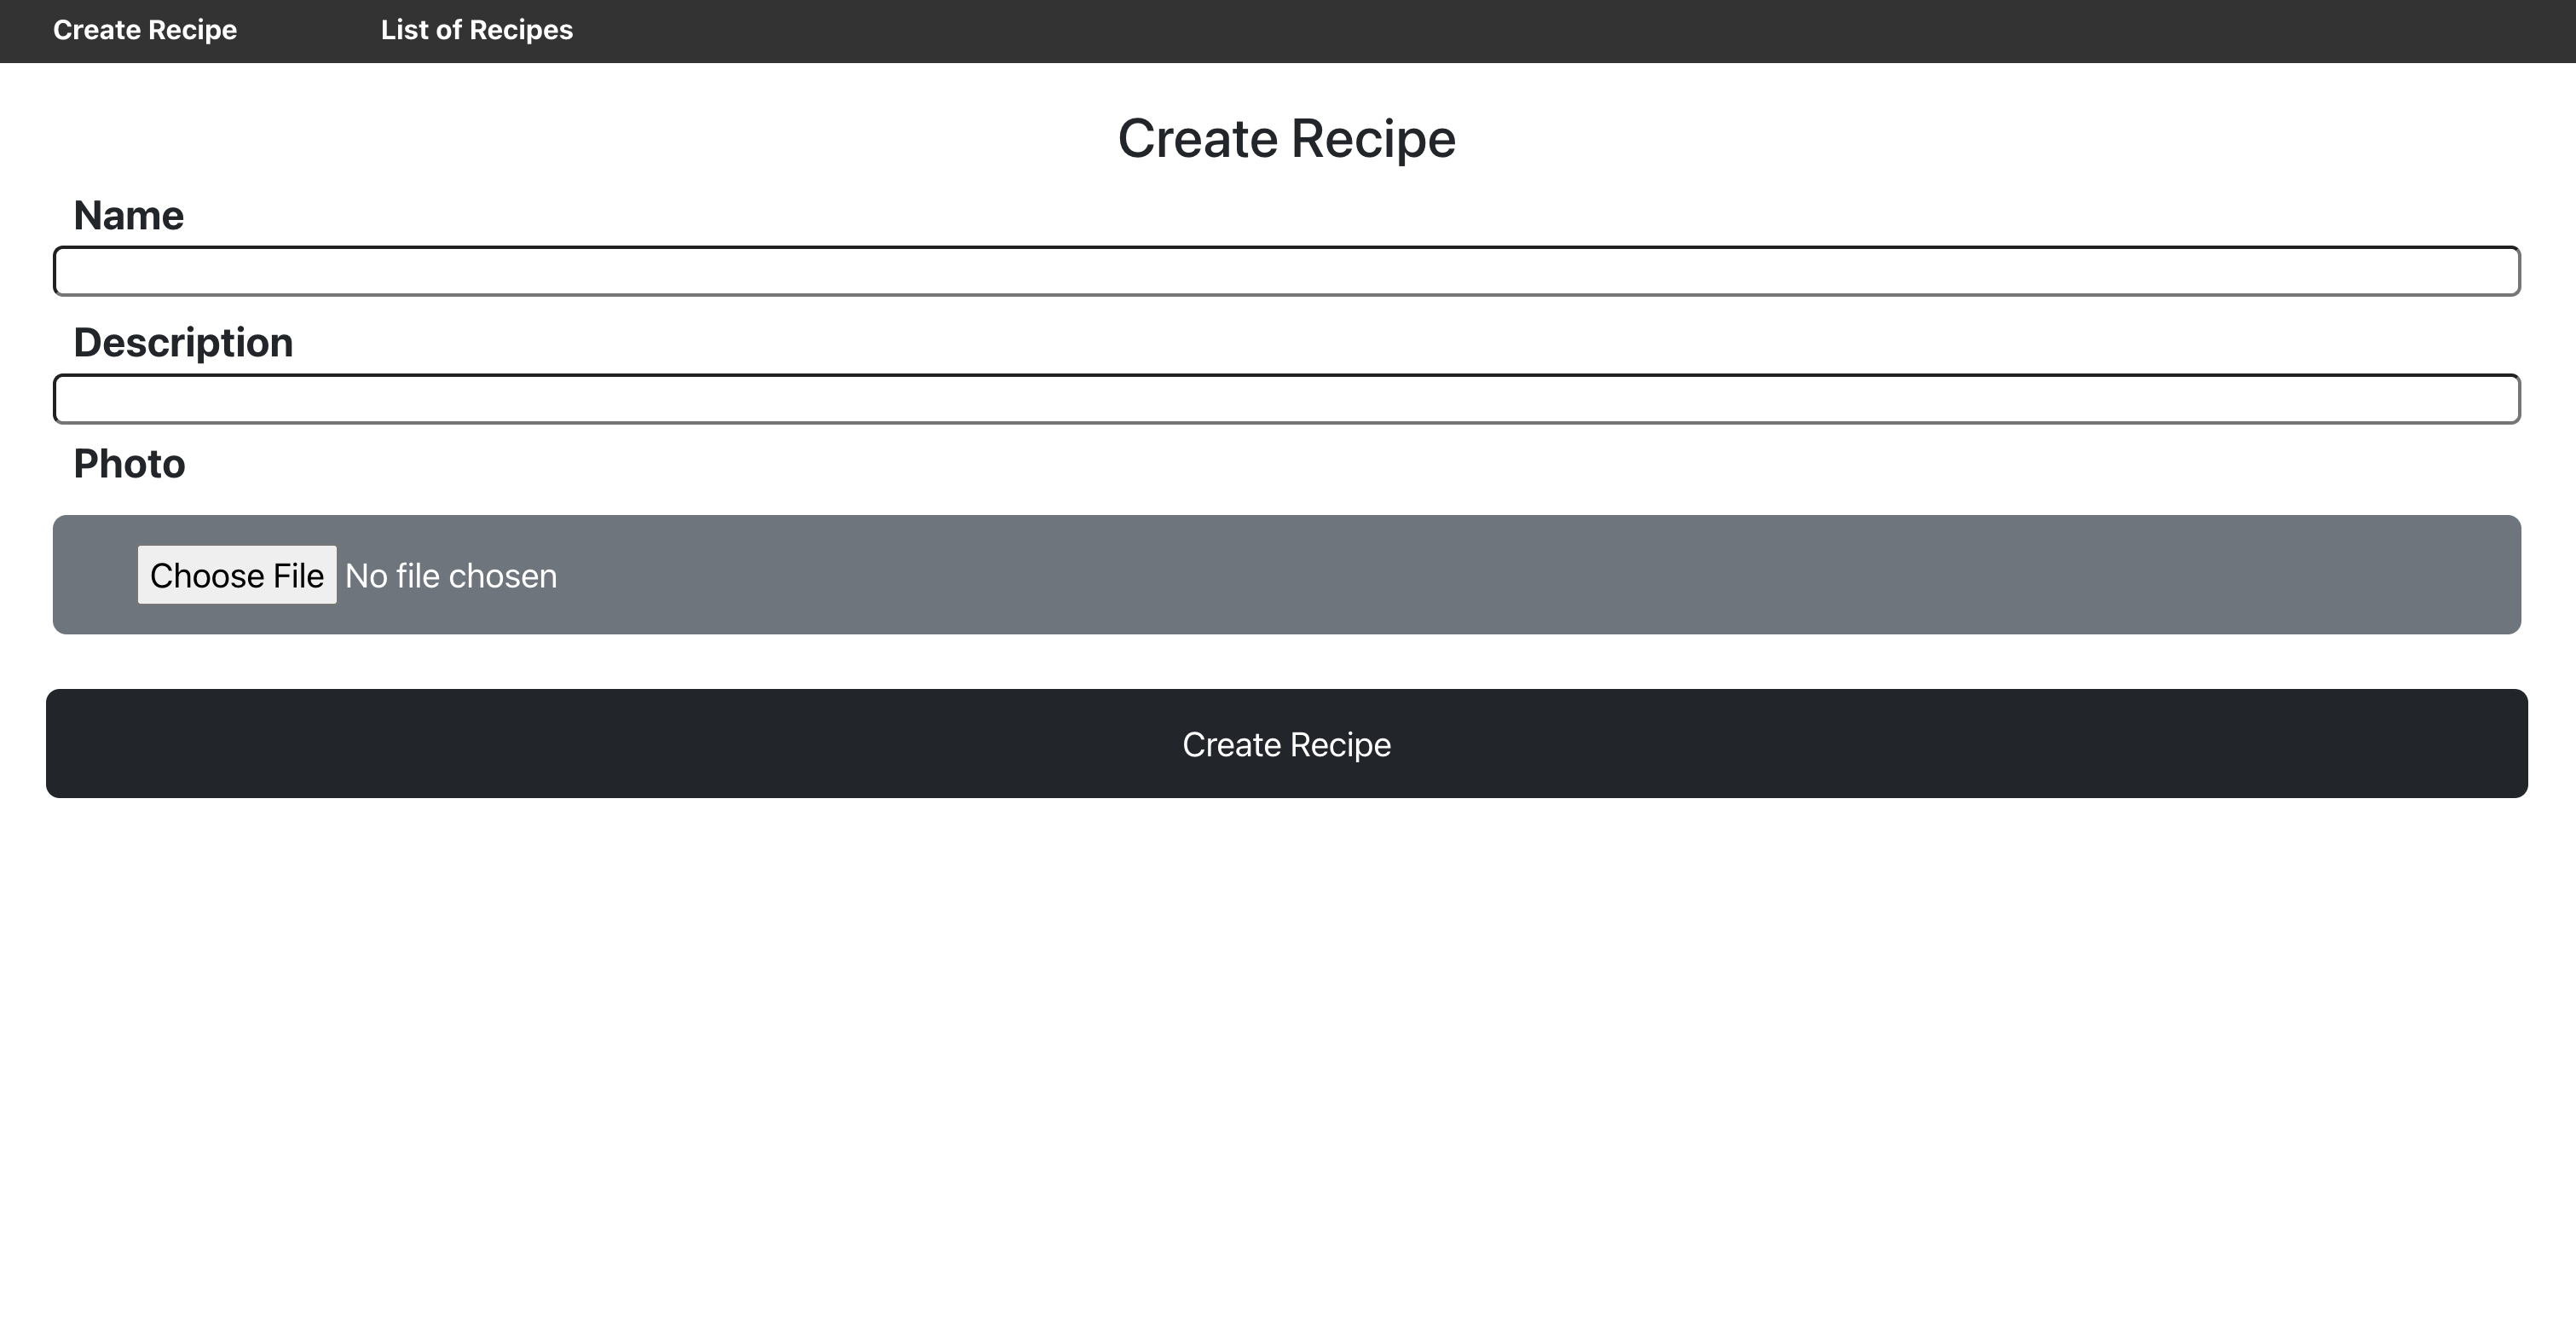 Create Recipe List of Recipes
Create Recipe
Name
Description
Photo
Choose File No file chosen
Create Recipe